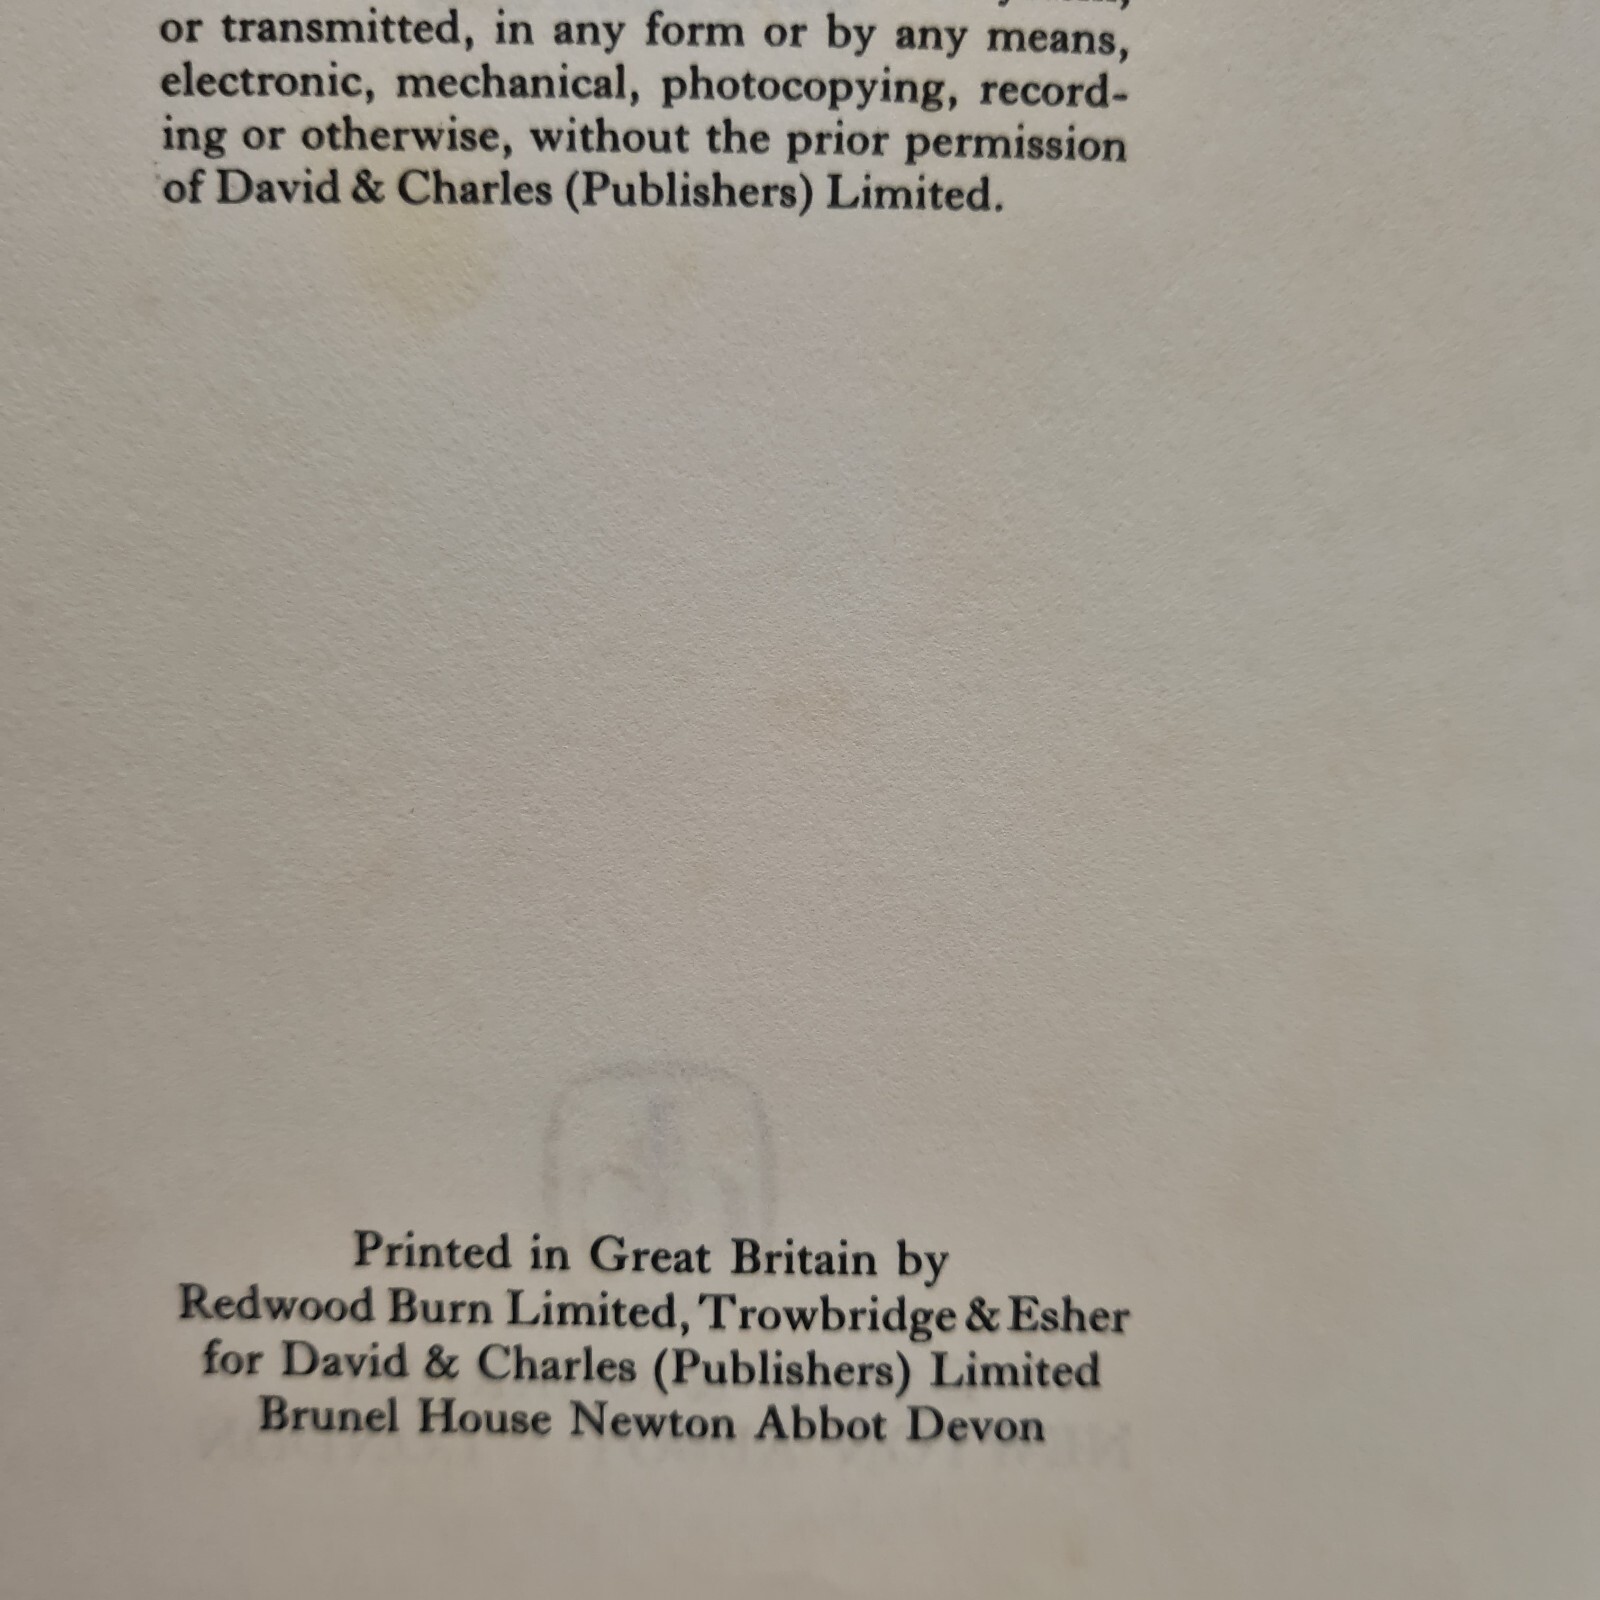 or transmitted, in any form or by any means,
electronic, mechanical, photocopying, record-
ing or otherwise, without the prior permission
of David & Charles (Publishers) Limited.
Printed in Great Britain by
Redwood Burn Limited, Trowbridge & Esher
for David & Charles (Publishers) Limited
Brunel House Newton Abbot Devon